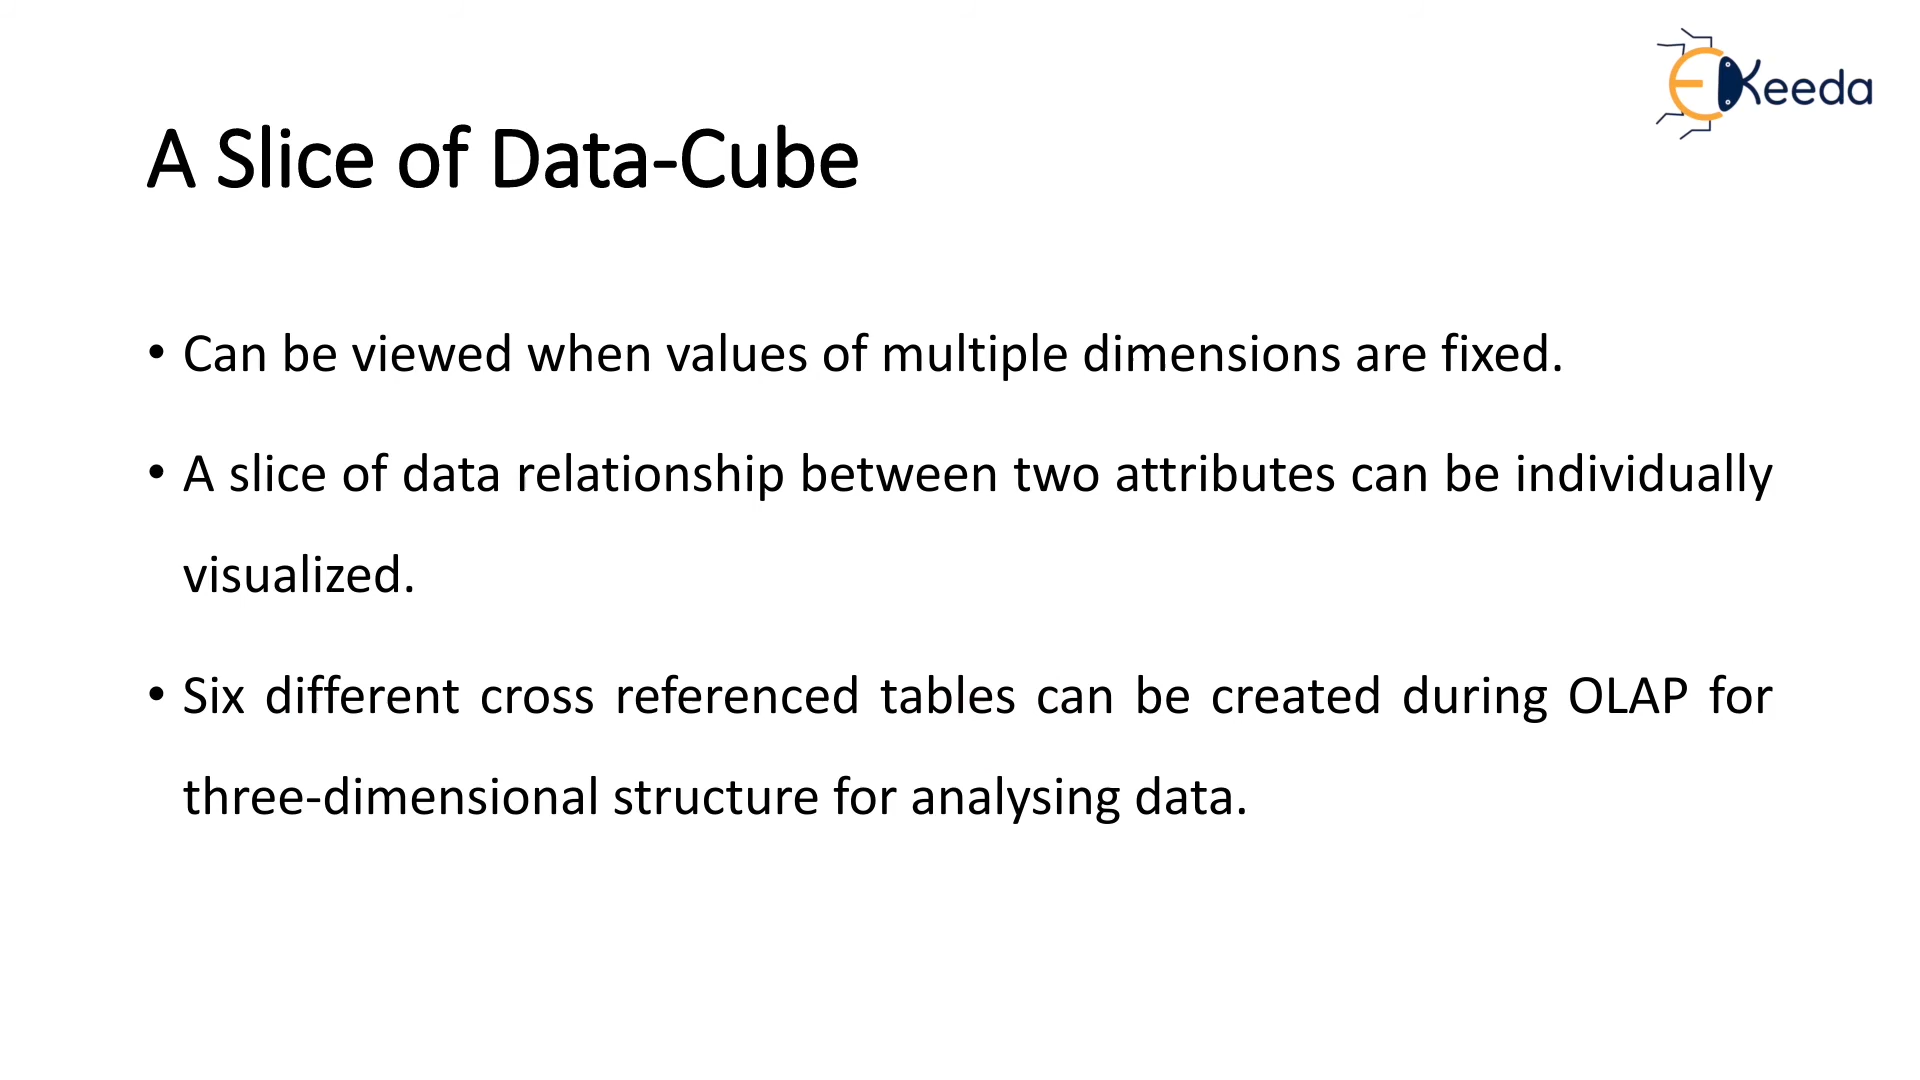 EKeeda
A Slice of Data-Cube
• Can be viewed when values of multiple dimensions are fixed.
• A slice of data relationship between two attributes can be individually
visualized.
• Six different cross referenced tables can be created during OLAP for
three-dimensional structure for analysing data.